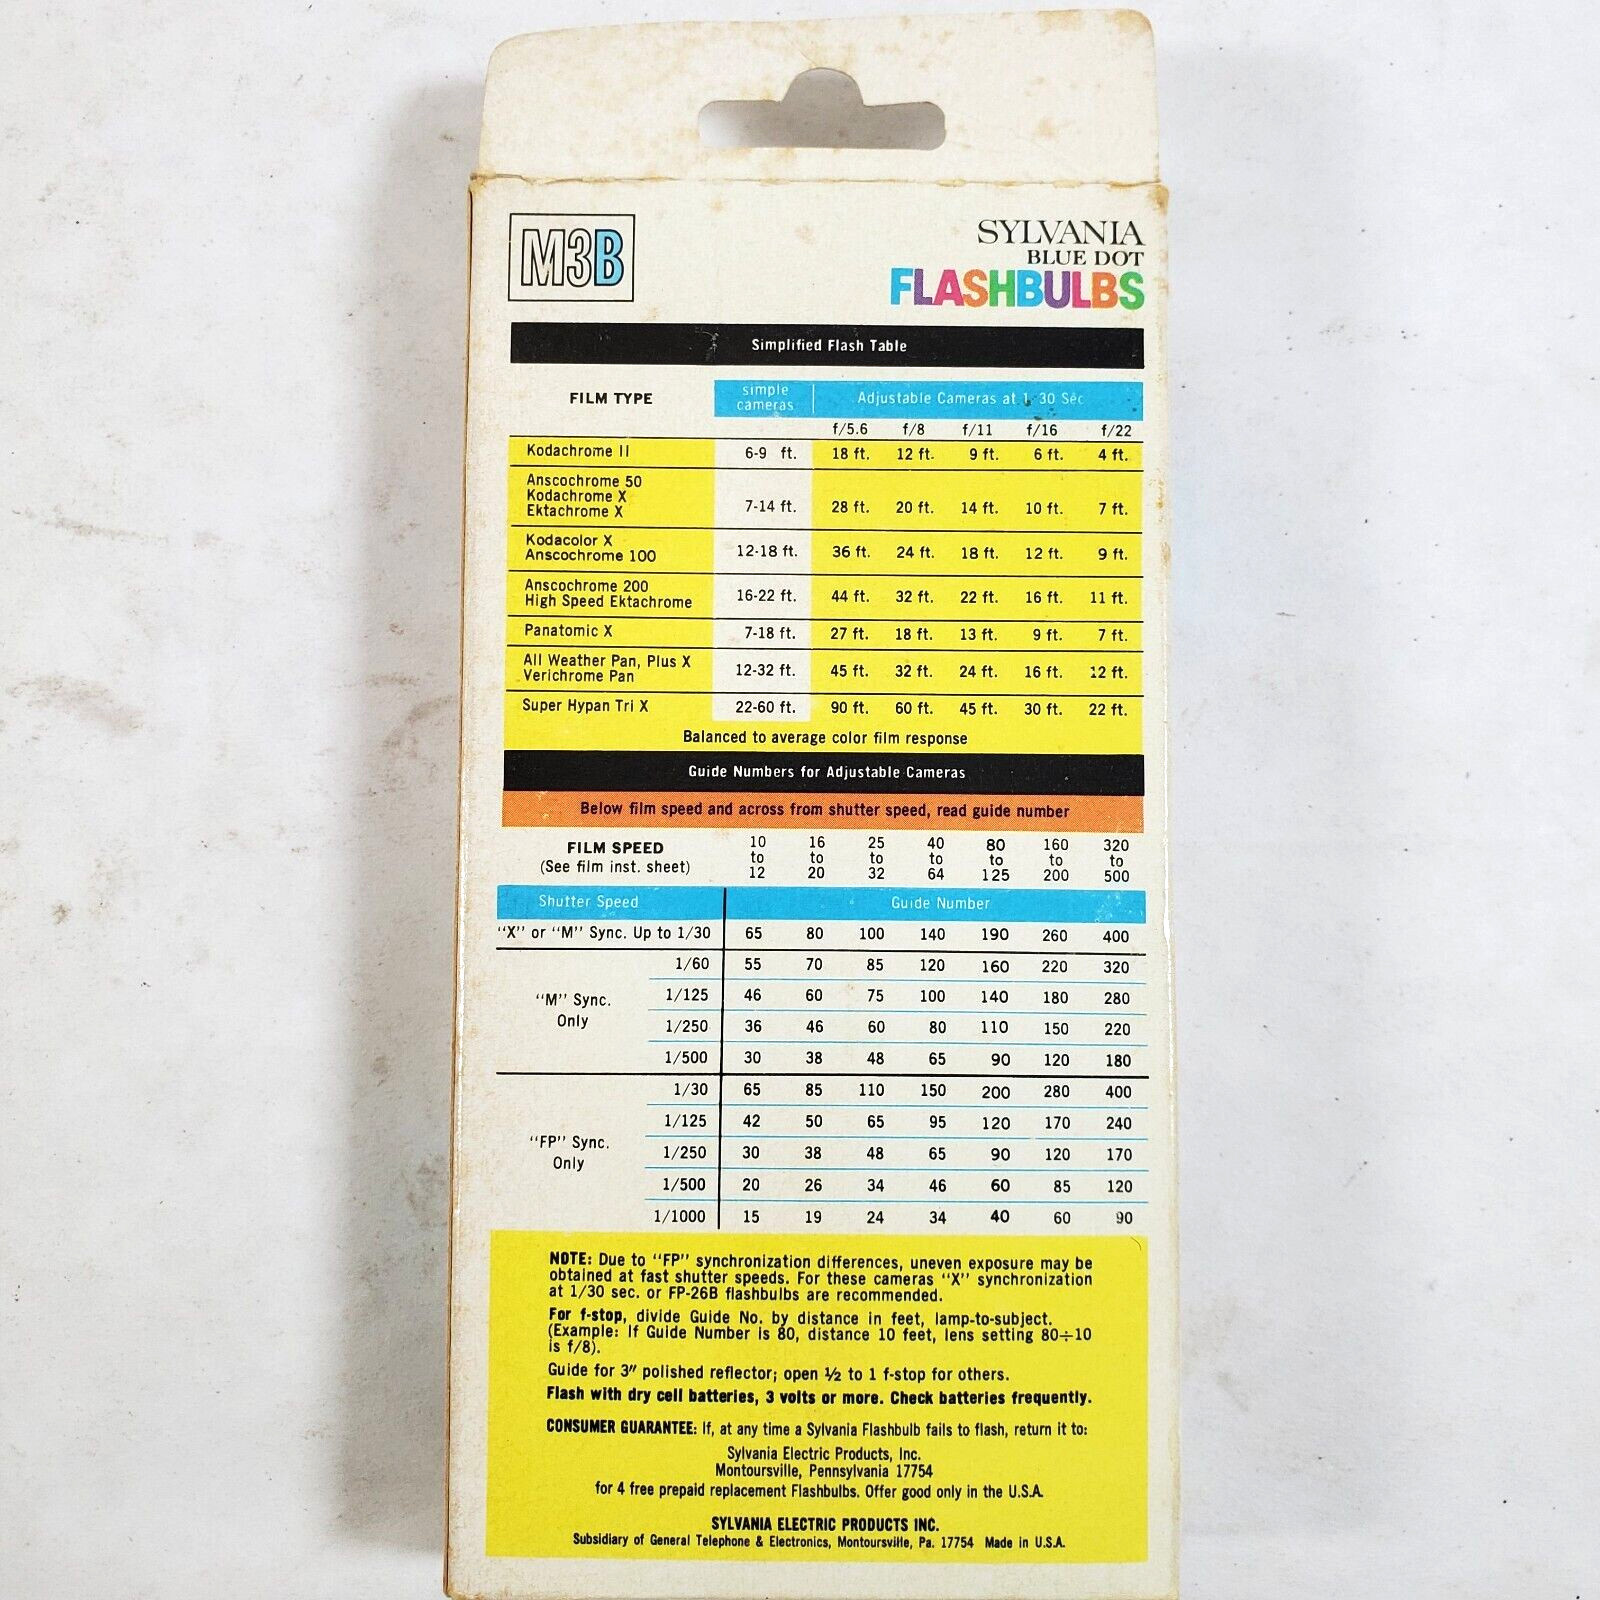 M3B
SYLVANIA
BLUE DOT
FLASHBULBS
Simplified Flash Table
FILM TYPE simple cameras Adjustable Cameras at 1/30 Sec
f/5.6 f/8 f/11 f/16 f/22
Kodachrome II 6-9 ft. 18 ft. 12 ft. 9 ft. 6 ft. 4 ft.
Anscochrome 50
Kodachrome X
Ektachrome X 7-14 ft. 28 ft. 20 ft. 14 ft. 10 ft. 7 ft.
Kodacolor X
Anscochrome 100 12-18 ft. 36 ft. 24 ft. 18 ft. 12 ft. 9 ft.
Anscochrome 200
High Speed Ektachrome 16-22 ft. 44 ft. 32 ft. 22 ft. 16 ft. 11 ft.
Panatomic X 7-18 ft. 27 ft. 18 ft. 13 ft. 9 ft. 7 ft.
All Weather Pan, Plus X
Verichrome Pan 12-32 ft. 45 ft. 32 ft. 24 ft. 16 ft. 12 ft.
Super Hypan Tri X 22-60 ft. 90 ft. 60 ft. 45 ft. 30 ft. 22 ft.
Balanced to average color film response
Guide Numbers for Adjustable Cameras
Below film speed and across from shutter speed, read guide number
FILM SPEED
(See film inst. sheet)
10 to 12 16 to 20 25 to 32 40 to 64 80 to 125 160 to 200 320 to 500
Shutter Speed Guide Number
"X" or "M" Sync. Up to 1/30 65 80 100 140 190 260 400
"M" Sync.
Only
1/60 55 70 85 120 160 220 320
1/125 46 60 75 100 140 180 280
1/250 36 46 60 80 110 150 220
1/500 30 38 48 65 90 120 180
"FP" Sync.
Only
1/30 65 85 110 150 200 280 400
1/125 42 50 65 95 120 170 240
1/250 30 38 48 65 90 120 170
1/500 20 26 34 46 60 85 120
1/1000 15 19 24 34 40 60 90
NOTE: Due to "FP" synchronization differences, uneven exposure may be
obtained at fast shutter speeds. For these cameras "X" synchronization
at 1/30 sec. or FP-26B flashbulbs are recommended.
For f-stop, divide Guide No. by distance in feet, lamp-to-subject.
(Example: If Guide Number is 80, distance 10 feet, lens setting 80÷10
is f/8).
Guide for 3" polished reflector; open ½ to 1 f-stop for others.
Flash with dry cell batteries, 3 volts or more. Check batteries frequently.
CONSUMER GUARANTEE: If, at any time a Sylvania Flashbulb fails to flash, return it to:
Sylvania Electric Products, Inc.
Montoursville, Pennsylvania 17754
for 4 free prepaid replacement Flashbulbs. Offer good only in the U.S.A.
SYLVANIA ELECTRIC PRODUCTS INC.
Subsidiary of General Telephone & Electronics, Montoursville, Pa. 17754 Made in U.S.A.